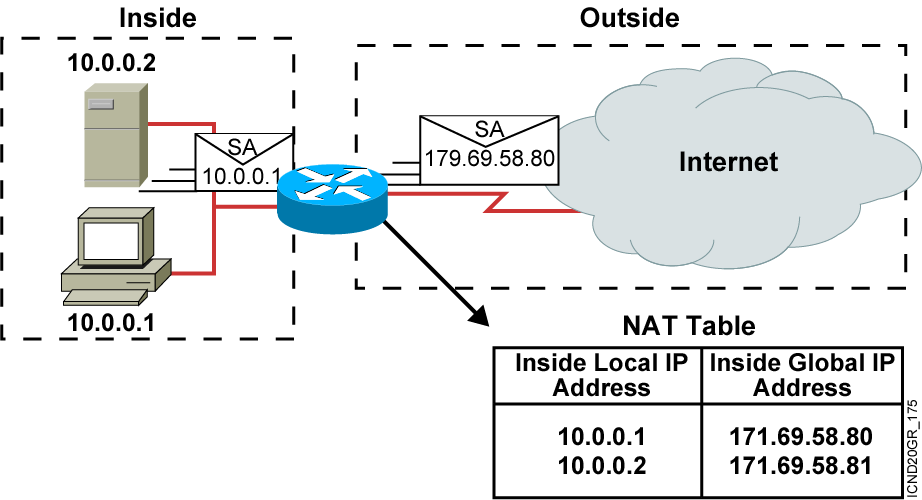 Inside
Outside
10.0.0.2
SA
10.0.0.1
SA
179.69.58.80
Internet
10.0.0.1
NAT Table
Inside Local IP Address
Inside Global IP Address
10.0.0.1
171.69.58.80
10.0.0.2
171.69.58.81
ICND20GR_175